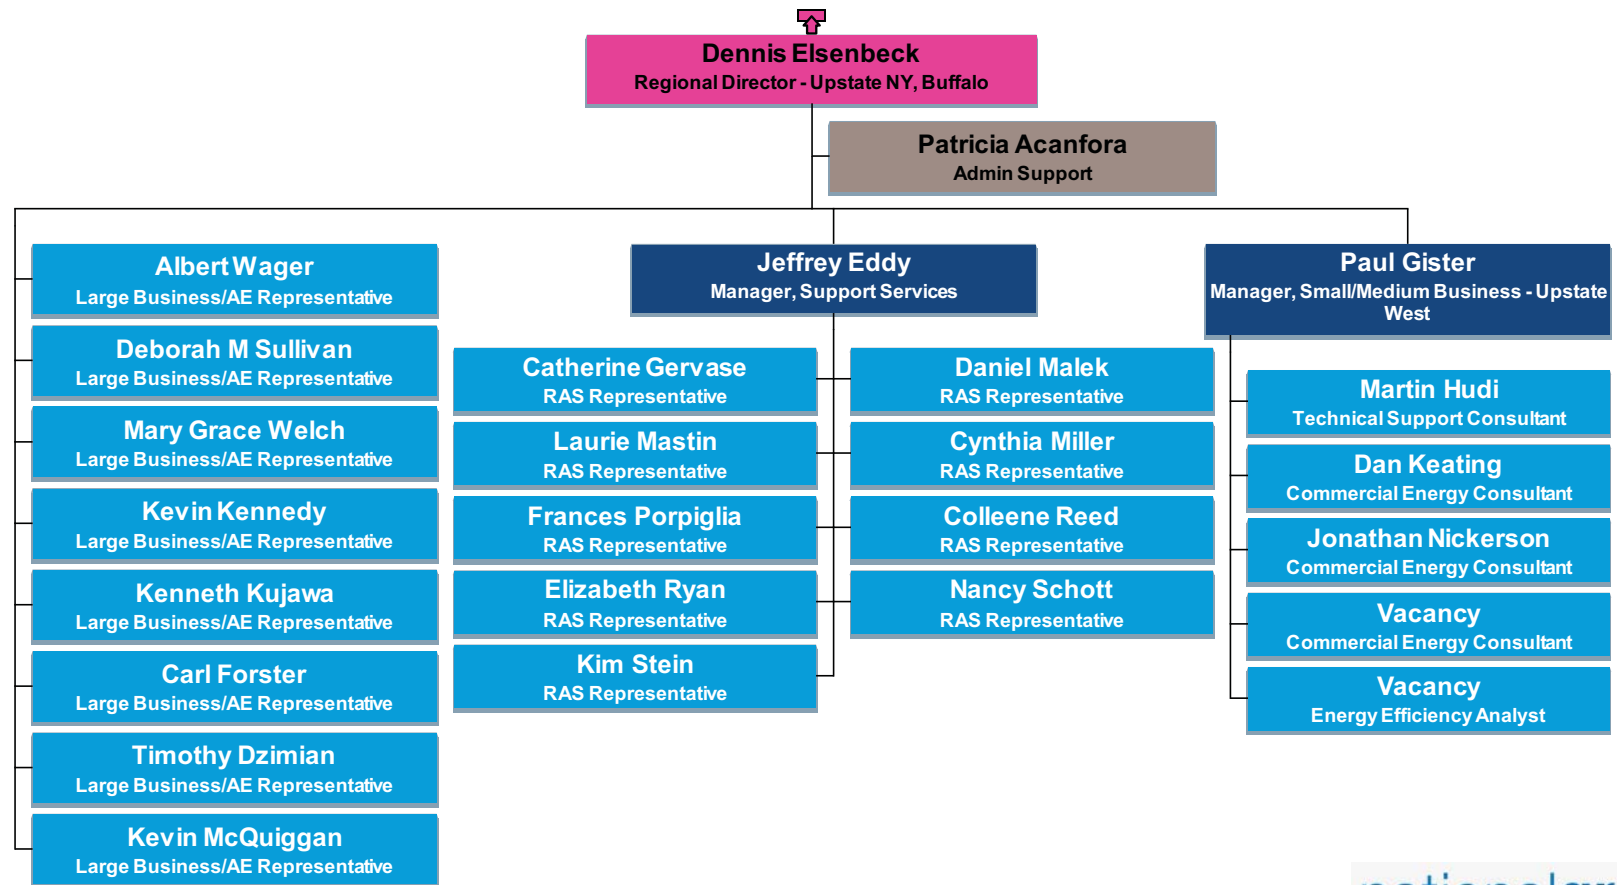 Dennis Elsenbeck
Regional Director - Upstate NY, Buffalo
Patricia Acanfora
Admin Support
Albert Wager
Large Business/AE Representative
Deborah M Sullivan
Large Business/AE Representative
Mary Grace Welch
Large Business/AE Representative
Kevin Kennedy
Large Business/AE Representative
Kenneth Kujawa
Large Business/AE Representative
Carl Forster
Large Business/AE Representative
Timothy Dzimian
Large Business/AE Representative
Kevin McQuiggan
Large Business/AE Representative
Jeffrey Eddy
Manager, Support Services
Catherine Gervase
RAS Representative
Laurie Mastin
RAS Representative
Frances Porpiglia
RAS Representative
Elizabeth Ryan
RAS Representative
Kim Stein
RAS Representative
Daniel Malek
RAS Representative
Cynthia Miller
RAS Representative
Colleene Reed
RAS Representative
Nancy Schott
RAS Representative
Paul Gister
Manager, Small/Medium Business - Upstate
West
Martin Hudi
Technical Support Consultant
Dan Keating
Commercial Energy Consultant
Jonathan Nickerson
Commercial Energy Consultant
Vacancy
Commercial Energy Consultant
Vacancy
Energy Efficiency Analyst